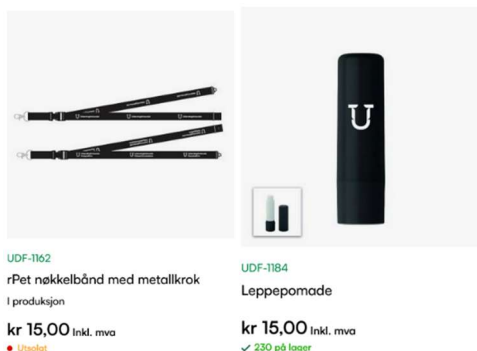 UDF-1162
rPet nøkkelbånd med metallkrok
I produksjon
kr 15,00 Inkl. mva
Utsolgt
U
UDF-1184
Leppepomade
kr 15,00 Inkl. mva
230 på lager